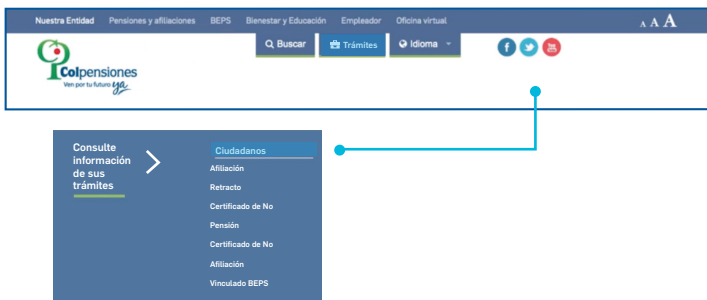 Nuestra Entidad Pensiones y afiliaciones BEPS Bienestar y Educación Empleador Oficina virtual A A A
Buscar Trámites Idioma
Colpensiones
Ven por tu futuro ya
Consulte
información
de sus
trámites
Ciudadanos
Afiliación
Retracto
Certificado de No
Pensión
Certificado de No
Afiliación
Vinculado BEPS